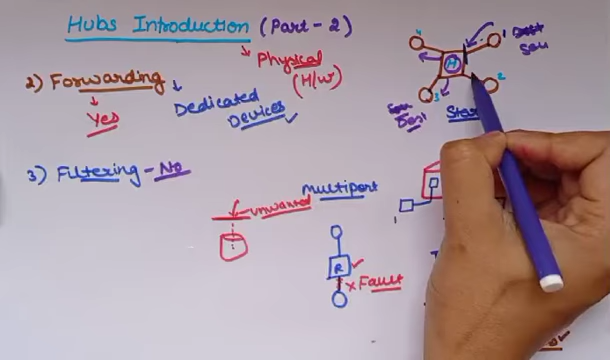 Hubs Introduction (Part-2)
Physical
(H/W)
2) Forwarding
Yes
Dedicated
Devices
3) Filtering - No
unwanted
Multiport
R
x Fault
4
1
H
3
2
Dest
Sou
Sou
Desi
Star
1